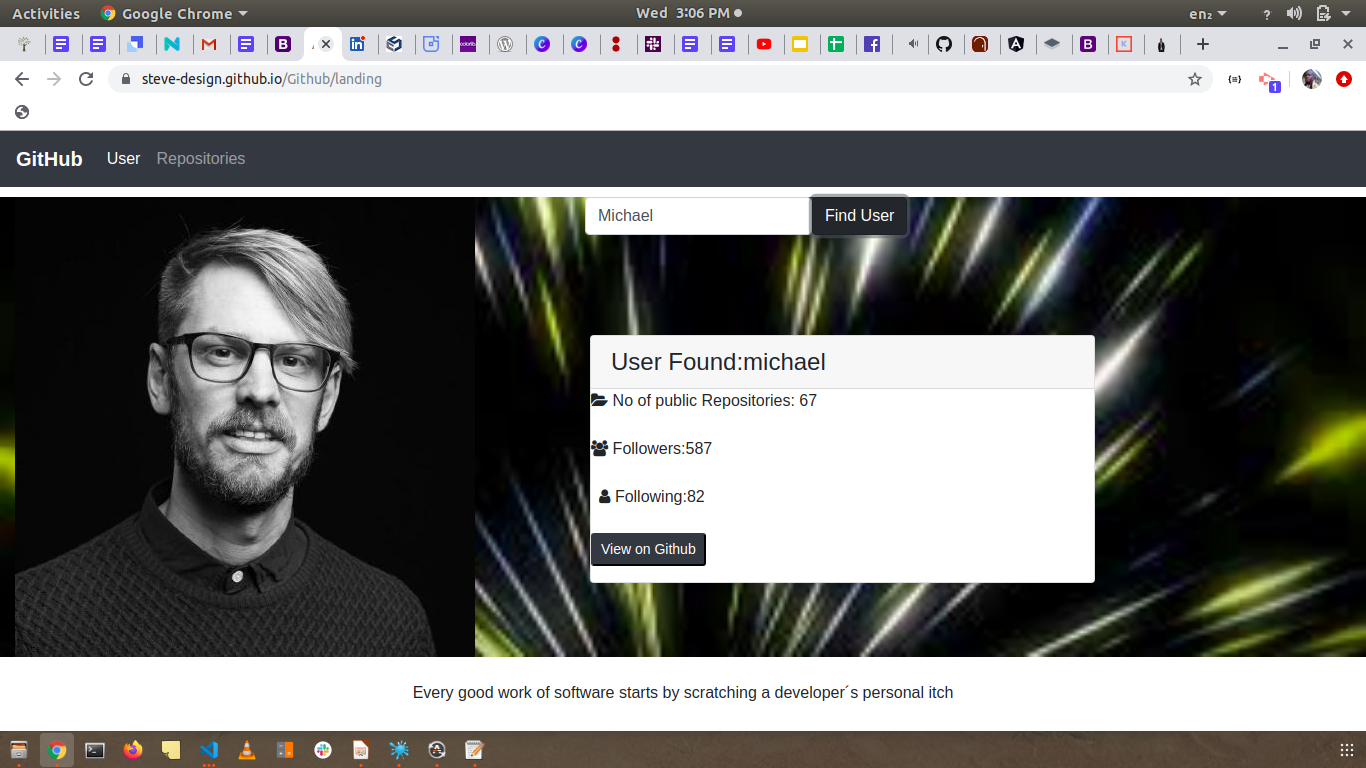 Activities Google Chrome Wed 3:06 PM en₂ ?
steve-design.github.io/Github/landing
1
GitHub User Repositories
Michael Find User
User Found:michael
No of public Repositories: 67
Followers:587
Following:82
View on Github
Every good work of software starts by scratching a developer´s personal itch